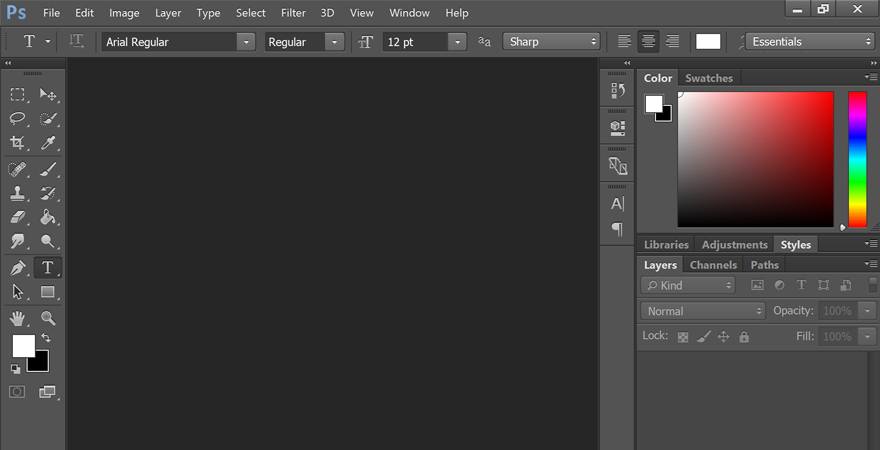 Ps File Edit Image Layer Type Select Filter 3D View Window Help
T Arial Regular Regular 12 pt aa Sharp Essentials
Color Swatches
A
Libraries Adjustments Styles
Layers Channels Paths
T
Kind T
Normal Opacity: 100%
Lock: Fill: 100%